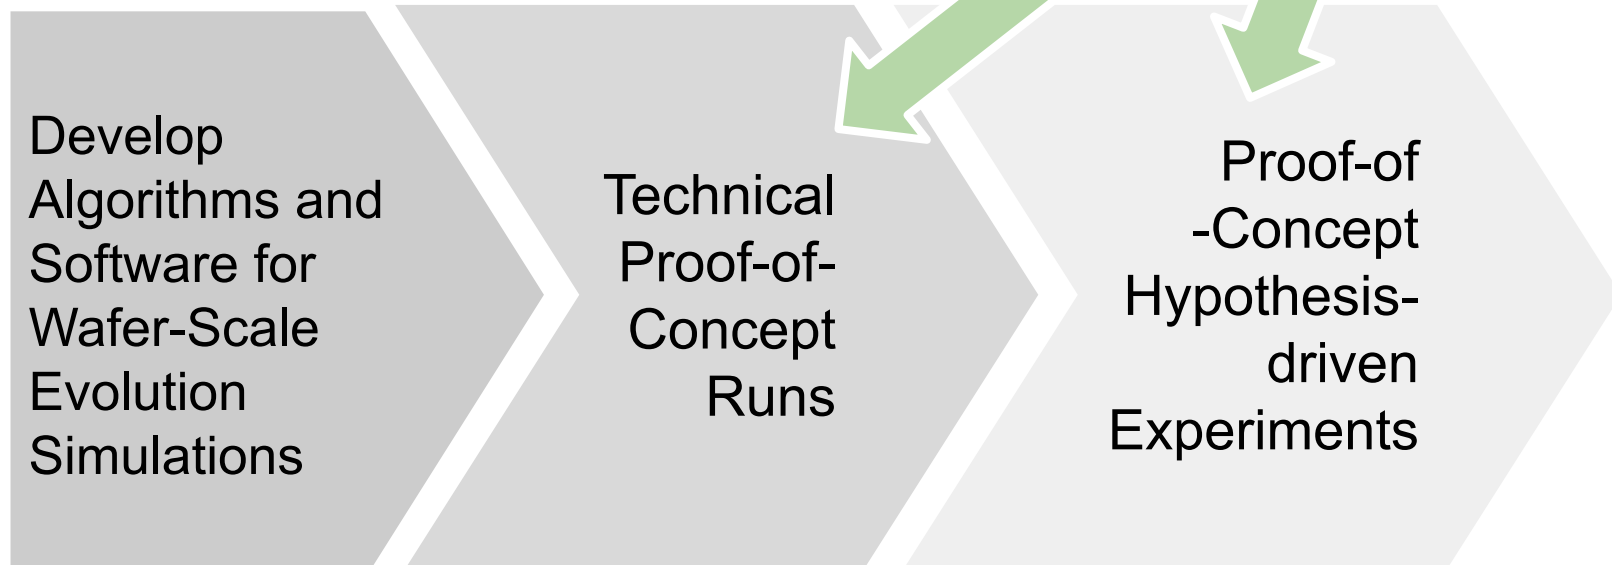 Develop
Algorithms and
Software for
Wafer-Scale
Evolution
Simulations
Technical
Proof-of-
Concept
Runs
Proof-of
-Concept
Hypothesis-
driven
Experiments